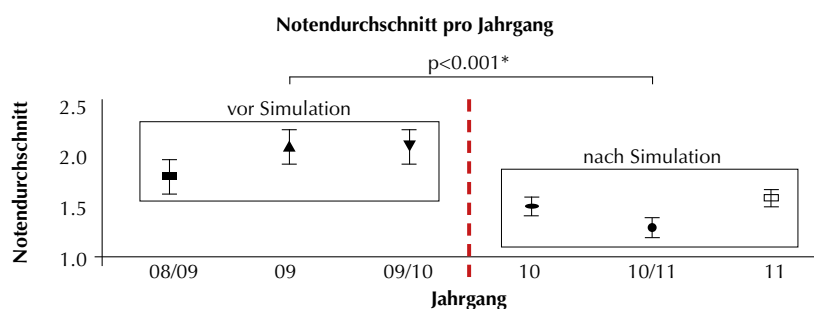 Notendurchschnitt pro Jahrgang
p<0.001*
Notendurchschnitt
2.5
2.0
1.5
1.0
vor Simulation
nach Simulation
08/09 09 09/10 10 10/11 11
Jahrgang